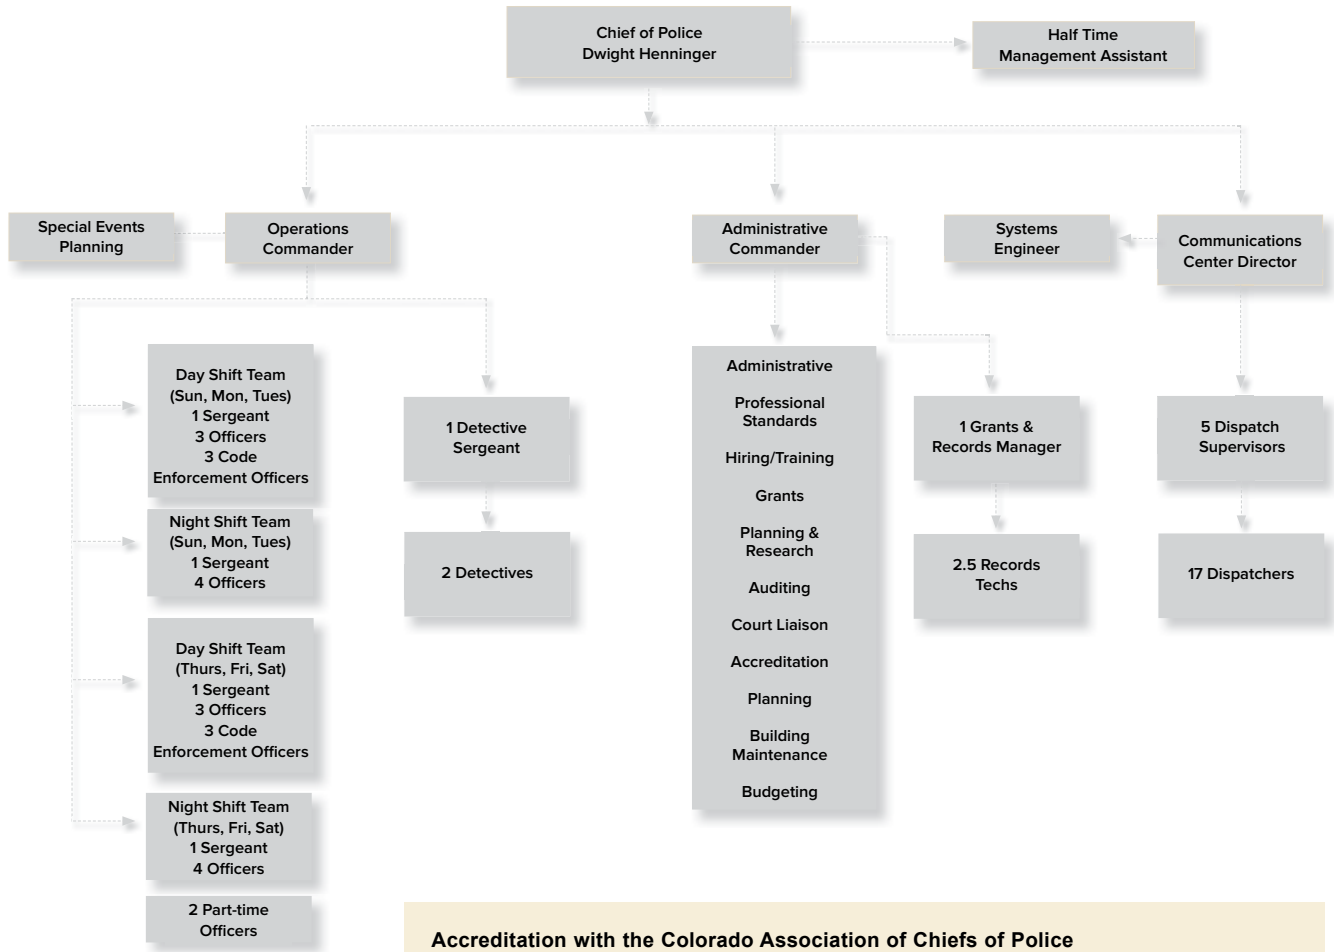 Chief of Police
Dwight Henninger
Half Time
Management Assistant
Special Events
Planning
Operations
Commander
Administrative
Commander
Systems
Engineer
Communications
Center Director
Day Shift Team
(Sun, Mon, Tues)
1 Sergeant
3 Officers
3 Code
Enforcement Officers
Night Shift Team
(Sun, Mon, Tues)
1 Sergeant
4 Officers
Day Shift Team
(Thurs, Fri, Sat)
1 Sergeant
3 Officers
3 Code
Enforcement Officers
Night Shift Team
(Thurs, Fri, Sat)
1 Sergeant
4 Officers
2 Part-time
Officers
1 Detective
Sergeant
2 Detectives
Administrative
Professional
Standards
Hiring/Training
Grants
Planning &
Research
Auditing
Court Liaison
Accreditation
Planning
Building
Maintenance
Budgeting
1 Grants &
Records Manager
2.5 Records
Techs
5 Dispatch
Supervisors
17 Dispatchers
Accreditation with the Colorado Association of Chiefs of Police